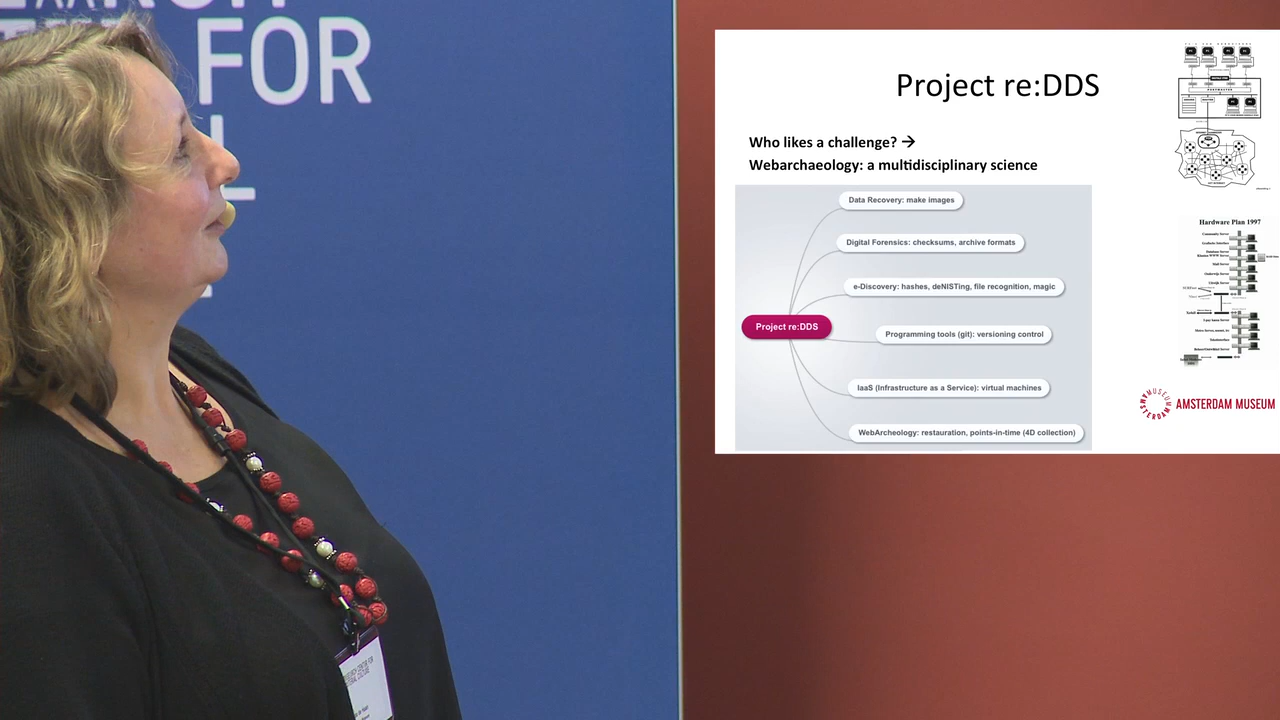 FOR
Project re:DDS
Who likes a challenge? →
Webarchaeology: a multidisciplinary science
Data Recovery: make images
Digital Forensics: checksums, archive formats
e-Discovery: hashes, deNISTing, file recognition, magic
Project re:DDS
Programming tools (git): versioning control
IaaS (Infrastructure as a Service): virtual machines
WebArcheology: restauration, points-in-time (4D collection)
Hardware Plan 1997
AMSTERDAM MUSEUM
AMSTERDAM MUSEUM